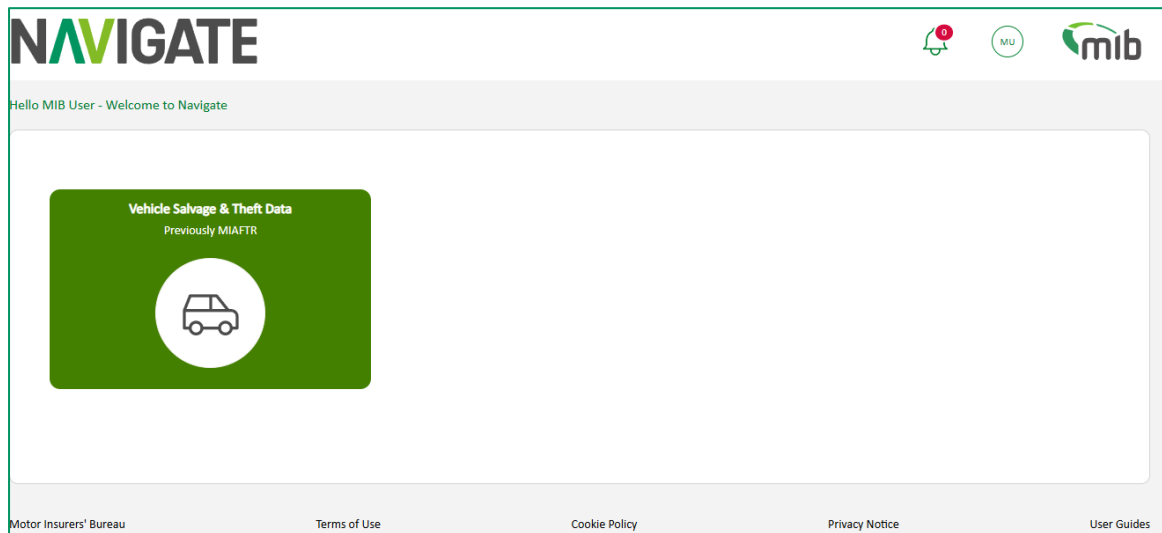 NAVIGATE
0
MU
mib
Hello MIB User - Welcome to Navigate
Vehicle Salvage & Theft Data
Previously MIAFTR
Motor Insurers' Bureau Terms of Use Cookie Policy Privacy Notice User Guides